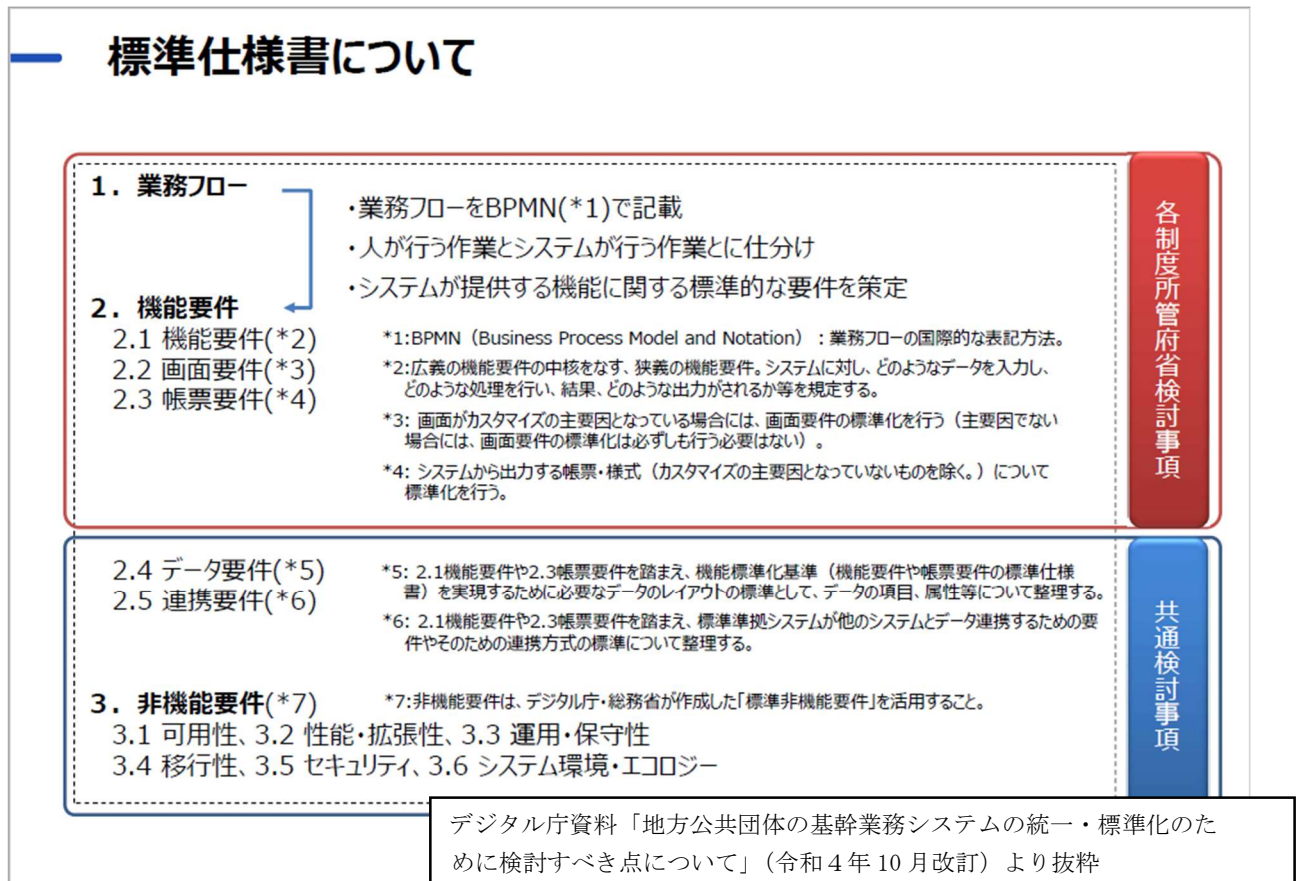 標準仕様書について
1．業務フロー
・業務フローをBPMN(*1)で記載
・人が行う作業とシステムが行う作業とに仕分け
・システムが提供する機能に関する標準的な要件を策定
2．機能要件
2.1 機能要件(*2)
2.2 画面要件(*3)
2.3 帳票要件(*4)
*1:BPMN（Business Process Model and Notation）：業務フローの国際的な表記方法。
*2:広義の機能要件の中核をなす、狭義の機能要件。システムに対し、どのようなデータを入力し、
どのような処理を行い、結果、どのような出力がされるか等を規定する。
*3: 画面がカスタマイズの主要因となっている場合には、画面要件の標準化を行う（主要因でない
場合には、画面要件の標準化は必ずしも行う必要はない）。
*4: システムから出力する帳票・様式（カスタマイズの主要因となっていないものを除く。）について
標準化を行う。
各制度所管府省検討事項
2.4 データ要件(*5)
2.5 連携要件(*6)
*5: 2.1機能要件や2.3帳票要件を踏まえ、機能標準化基準（機能要件や帳票要件の標準仕様
書）を実現するために必要なデータのレイアウトの標準として、データの項目、属性等について整理する。
*6: 2.1機能要件や2.3帳票要件を踏まえ、標準準拠システムが他のシステムとデータ連携するための要
件やそのための連携方式の標準について整理する。
3．非機能要件(*7)
*7:非機能要件は、デジタル庁・総務省が作成した「標準非機能要件」を活用すること。
3.1 可用性、3.2 性能・拡張性、3.3 運用・保守性
3.4 移行性、3.5 セキュリティ、3.6 システム環境・エコロジー
共通検討事項
デジタル庁資料「地方公共団体の基幹業務システムの統一・標準化のた
めに検討すべき点について」（令和４年 10 月改訂）より抜粋